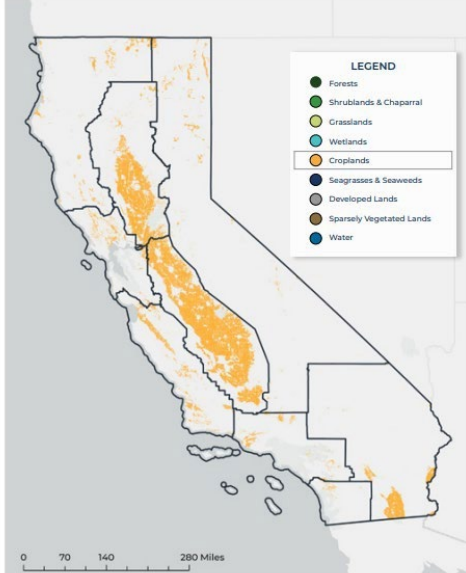 LEGEND
Forests
Shrublands & Chaparral
Grasslands
Wetlands
Croplands
Seagrasses & Seaweeds
Developed Lands
Sparsely Vegetated Lands
Water
0 70 140 280 Miles